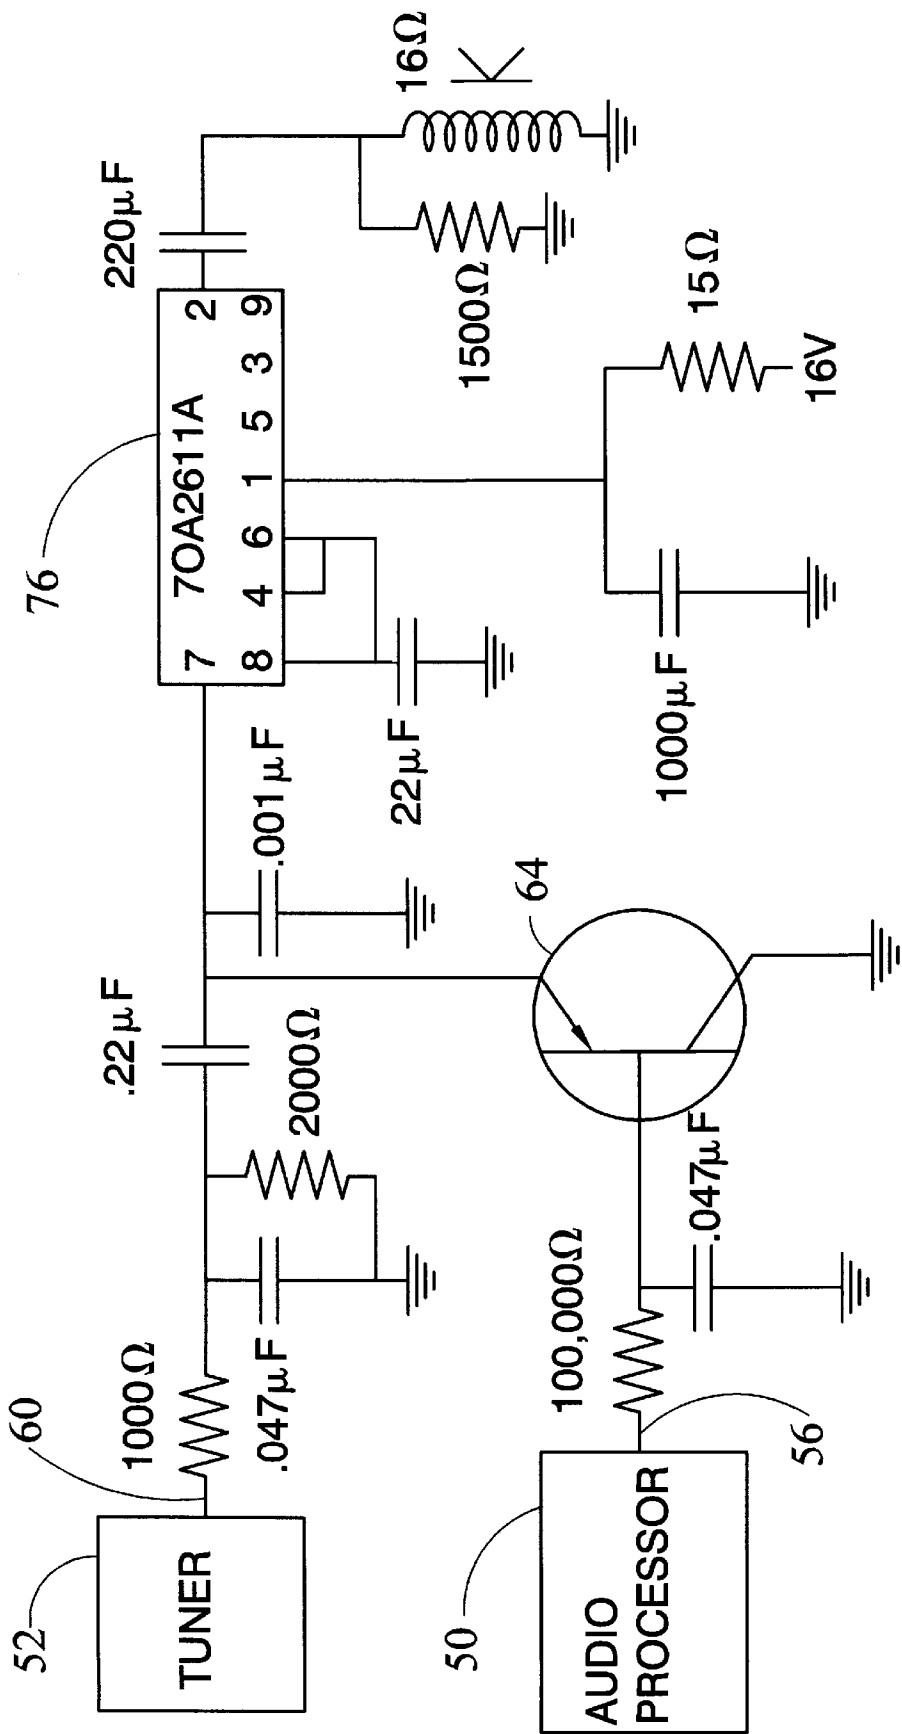 76
220μF
16Ω
7OA2611A
7 2
8 4 6 1 5 3 9
.001μF
22μF
1500Ω
15Ω
16V
1000μF
52
TUNER
60
1000Ω
.047μF
.22μF
2000Ω
64
50
AUDIO
PROCESSOR
56
100,000Ω
.047μF